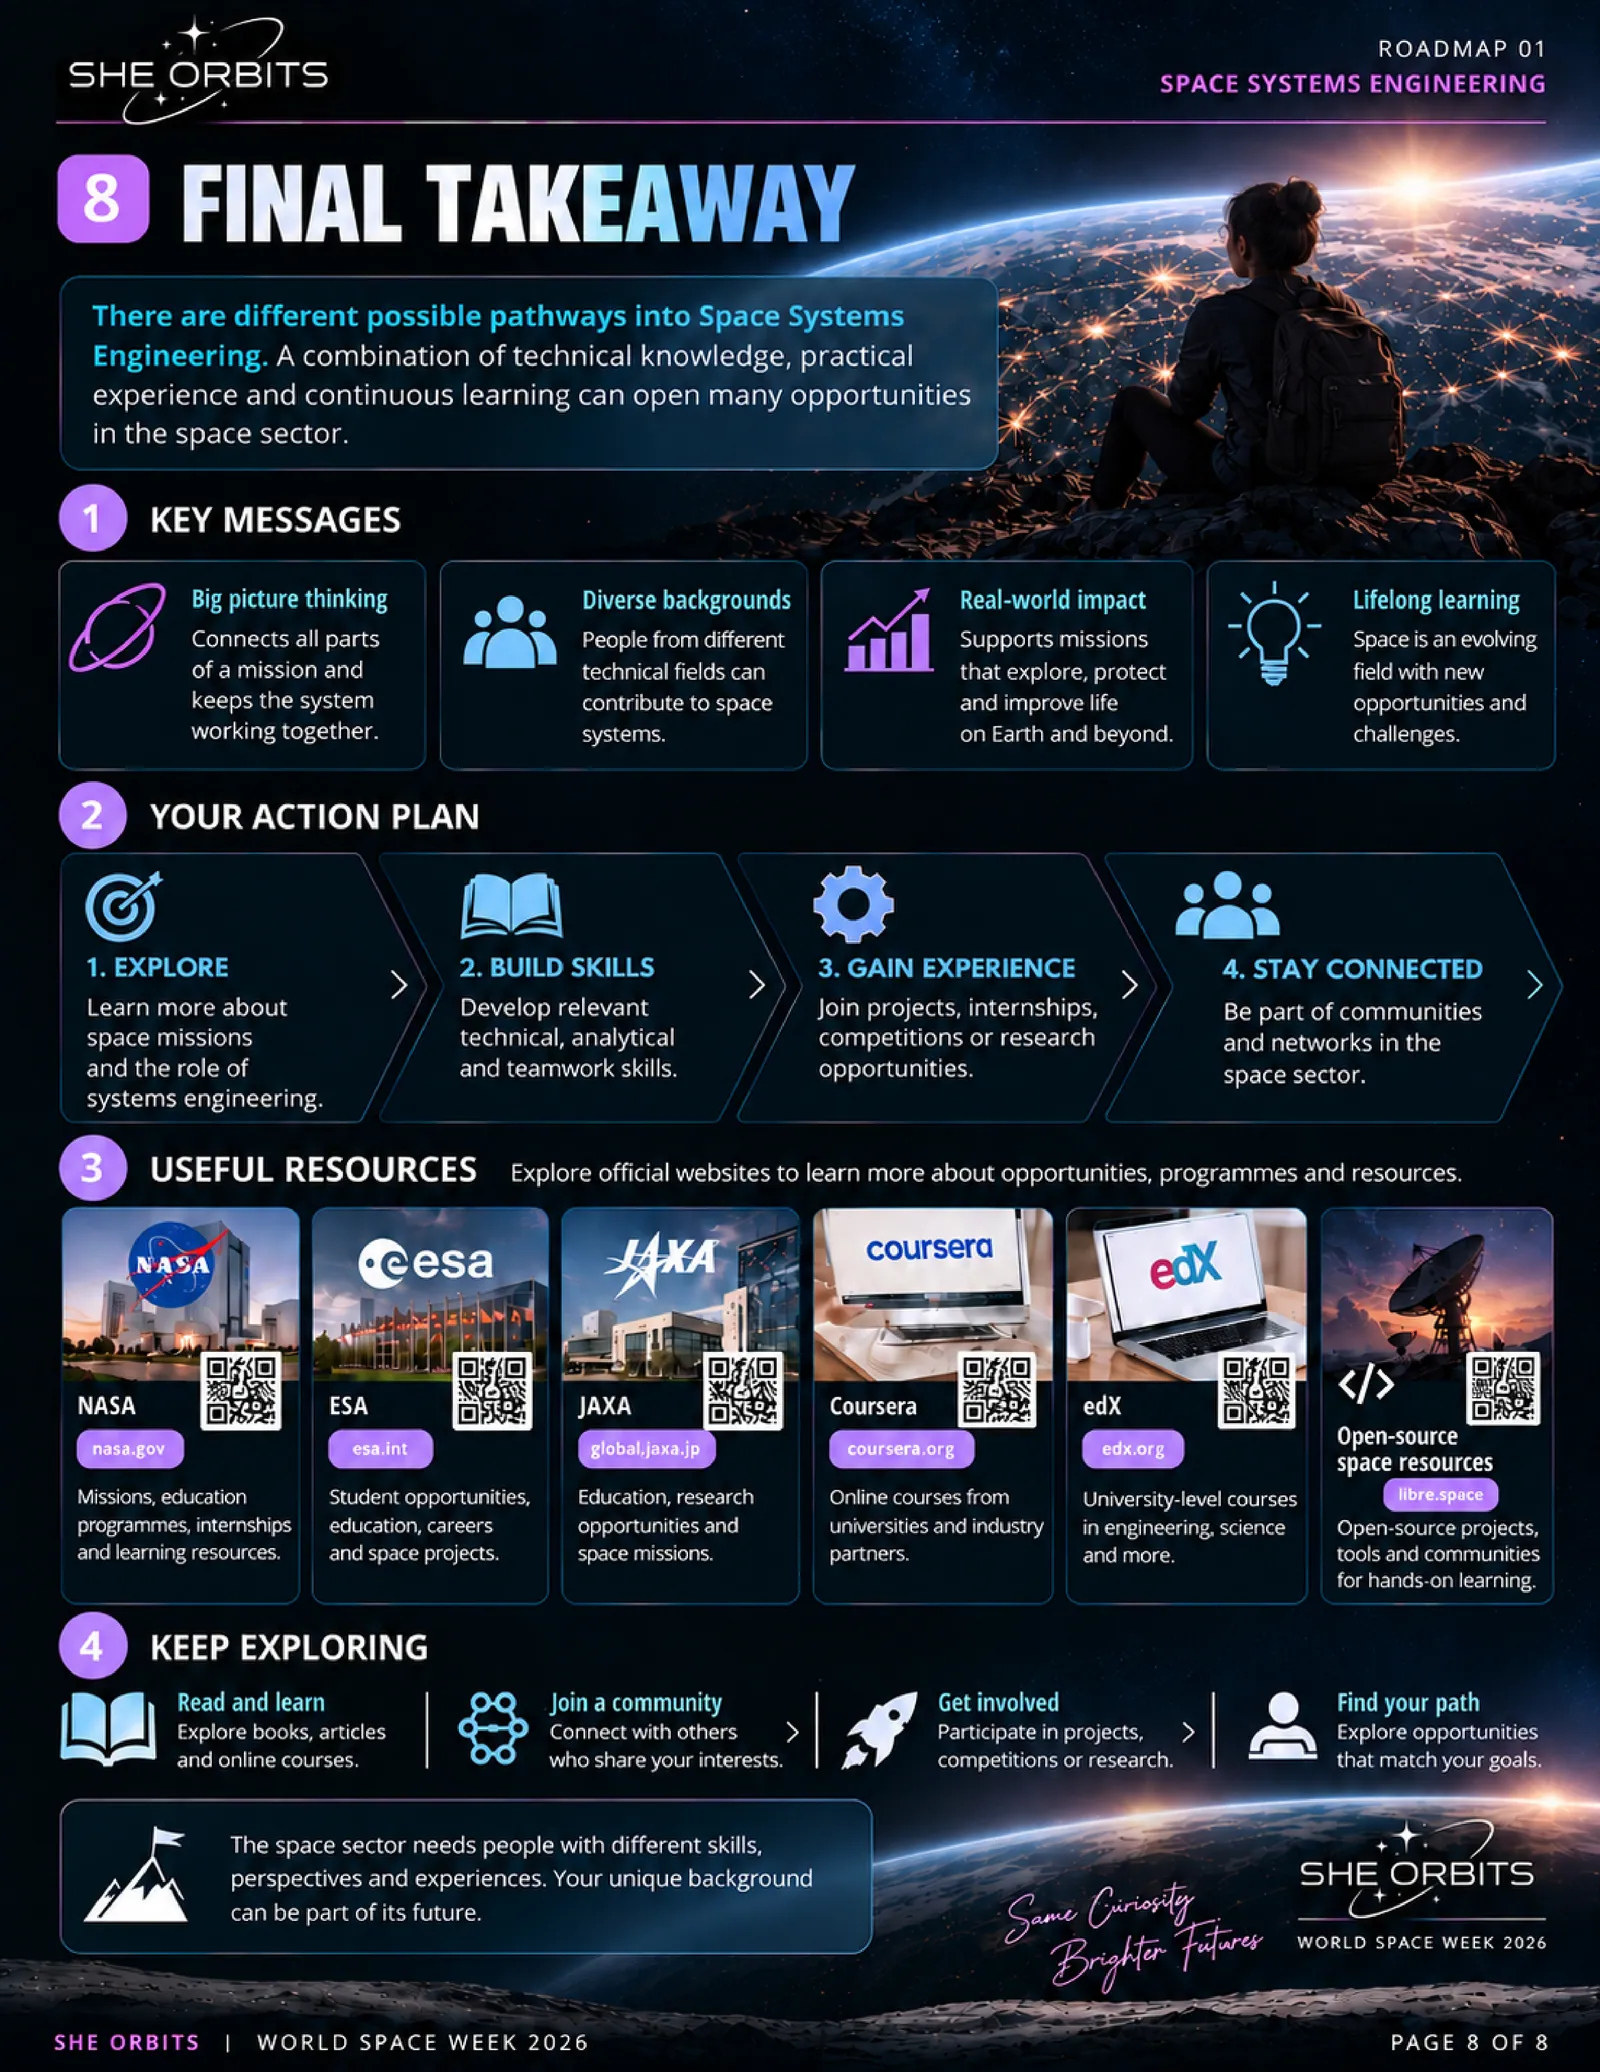 SHE ORBITS
ROADMAP 01
SPACE SYSTEMS ENGINEERING
8 FINAL TAKEAWAY
There are different possible pathways into Space Systems
Engineering. A combination of technical knowledge, practical
experience and continuous learning can open many opportunities
in the space sector.
1 KEY MESSAGES
Big picture thinking
Connects all parts
of a mission and
keeps the system
working together.
Diverse backgrounds
People from different
technical fields can
contribute to space
systems.
Real-world impact
Supports missions
that explore, protect
and improve life
on Earth and beyond.
Lifelong learning
Space is an evolving
field with new
opportunities and
challenges.
2 YOUR ACTION PLAN
1. EXPLORE
Learn more about
space missions
and the role of
systems engineering.
2. BUILD SKILLS
Develop relevant
technical, analytical
and teamwork skills.
3. GAIN EXPERIENCE
Join projects, internships,
competitions or research
opportunities.
4. STAY CONNECTED
Be part of communities
and networks in the
space sector.
3 USEFUL RESOURCES Explore official websites to learn more about opportunities, programmes and resources.
NASA
NASA
nasa.gov
Missions, education
programmes, internships
and learning resources.
esa
ESA
esa.int
Student opportunities,
education, careers
and space projects.
JAXA
JAXA
global.jaxa.jp
Education, research
opportunities and
space missions.
coursera
Coursera
coursera.org
Online courses from
universities and industry
partners.
edX
edX
edx.org
University-level courses
in engineering, science
and more.
</>
Open-source
space resources
libre.space
Open-source projects,
tools and communities
for hands-on learning.
4 KEEP EXPLORING
Read and learn
Explore books, articles
and online courses.
Join a community
Connect with others
who share your interests.
Get involved
Participate in projects,
competitions or research.
Find your path
Explore opportunities
that match your goals.
The space sector needs people with different skills,
perspectives and experiences. Your unique background
can be part of its future.
Same Curiosity
Brighter Futures
SHE ORBITS
WORLD SPACE WEEK 2026
SHE ORBITS | WORLD SPACE WEEK 2026
PAGE 8 OF 8